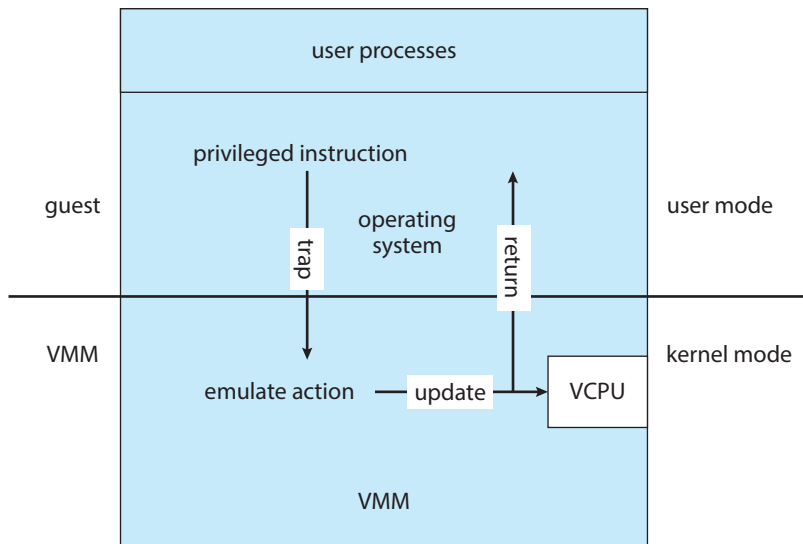 user processes
privileged instruction
guest
operating
system
user mode
trap
return
VMM
kernel mode
emulate action
update
VCPU
VMM